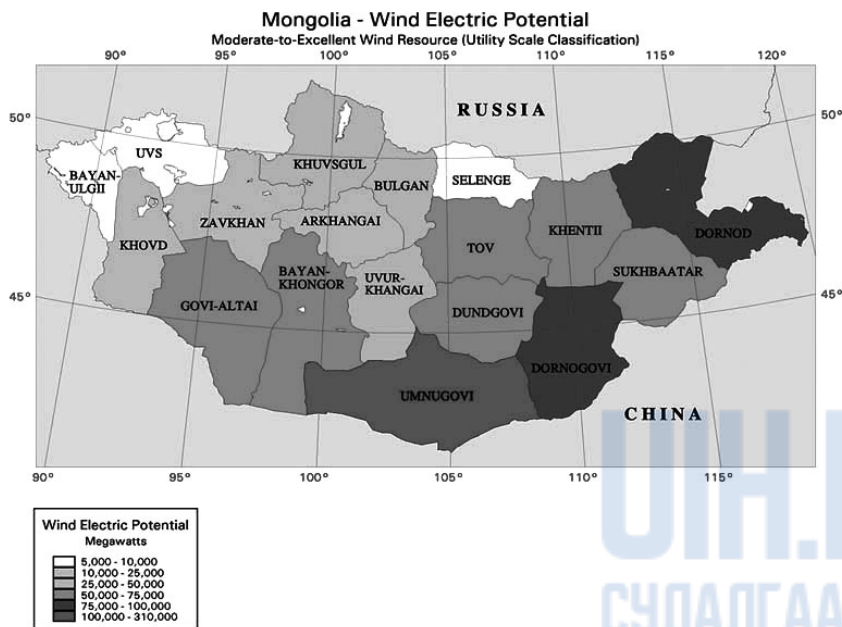 Mongolia - Wind Electric Potential
Moderate-to-Excellent Wind Resource (Utility Scale Classification)
90° 95° 100° 105° 110° 115° 120°
50° 50°
RUSSIA
UVS
BAYAN-
ULGII
KHUVSGUL
BULGAN
SELENGE
ZAVKHAN
ARKHANGAI
KHOVD
TOV
KHENTII
DORNOD
BAYAN-
KHONGOR
UVUR-
KHANGAI
SUKHBAATAR
45° 45°
GOVI-ALTAI
DUNDGOVI
DORNOGOVI
UMNUGOVI
CHINA
90° 95° 100° 105° 110° 115°
Wind Electric Potential
Megawatts
5,000 - 10,000
10,000 - 25,000
25,000 - 50,000
50,000 - 75,000
75,000 - 100,000
100,000 - 310,000
UIH.
СУДАЛГАА